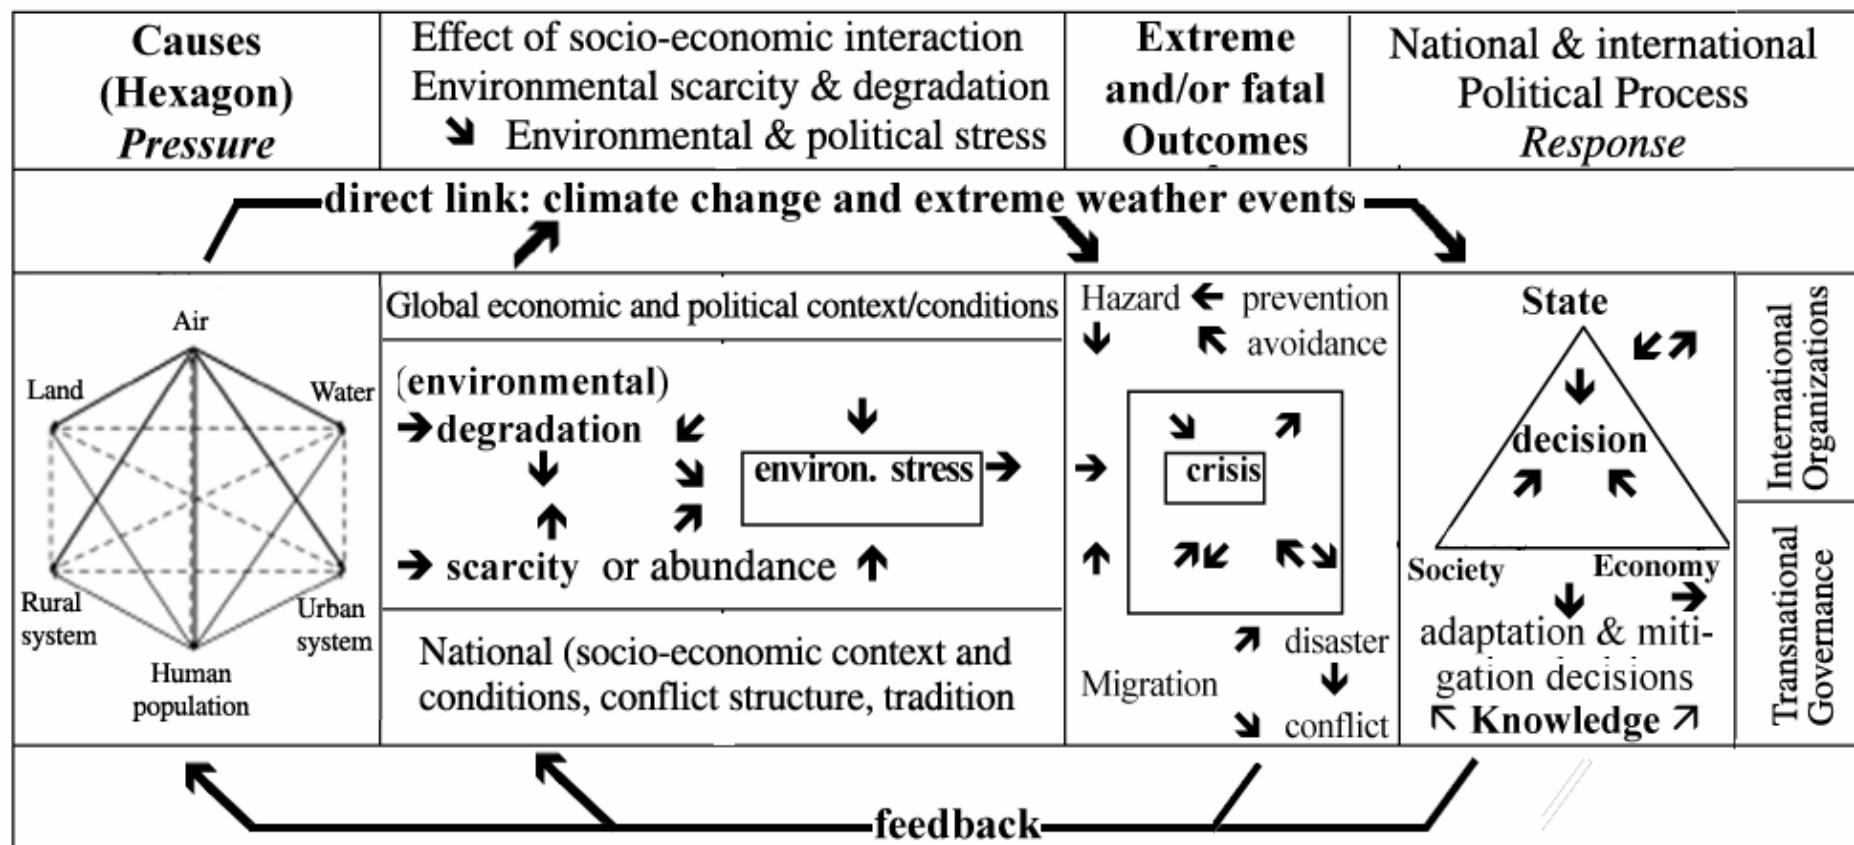 Causes
(Hexagon)
Pressure
Effect of socio-economic interaction
Environmental scarcity & degradation
Environmental & political stress
Extreme
and/or fatal
Outcomes
National & international
Political Process
Response
direct link: climate change and extreme weather events
Air
Land
Water
Rural
system
Urban
system
Human
population
Global economic and political context/conditions
(environmental)
degradation
environ. stress
scarcity or abundance
National (socio-economic context and
conditions, conflict structure, tradition
Hazard prevention
avoidance
crisis
disaster
Migration
conflict
State
decision
Society Economy
adaptation & miti-
gation decisions
Knowledge
International
Organizations
Transnational
Governance
feedback